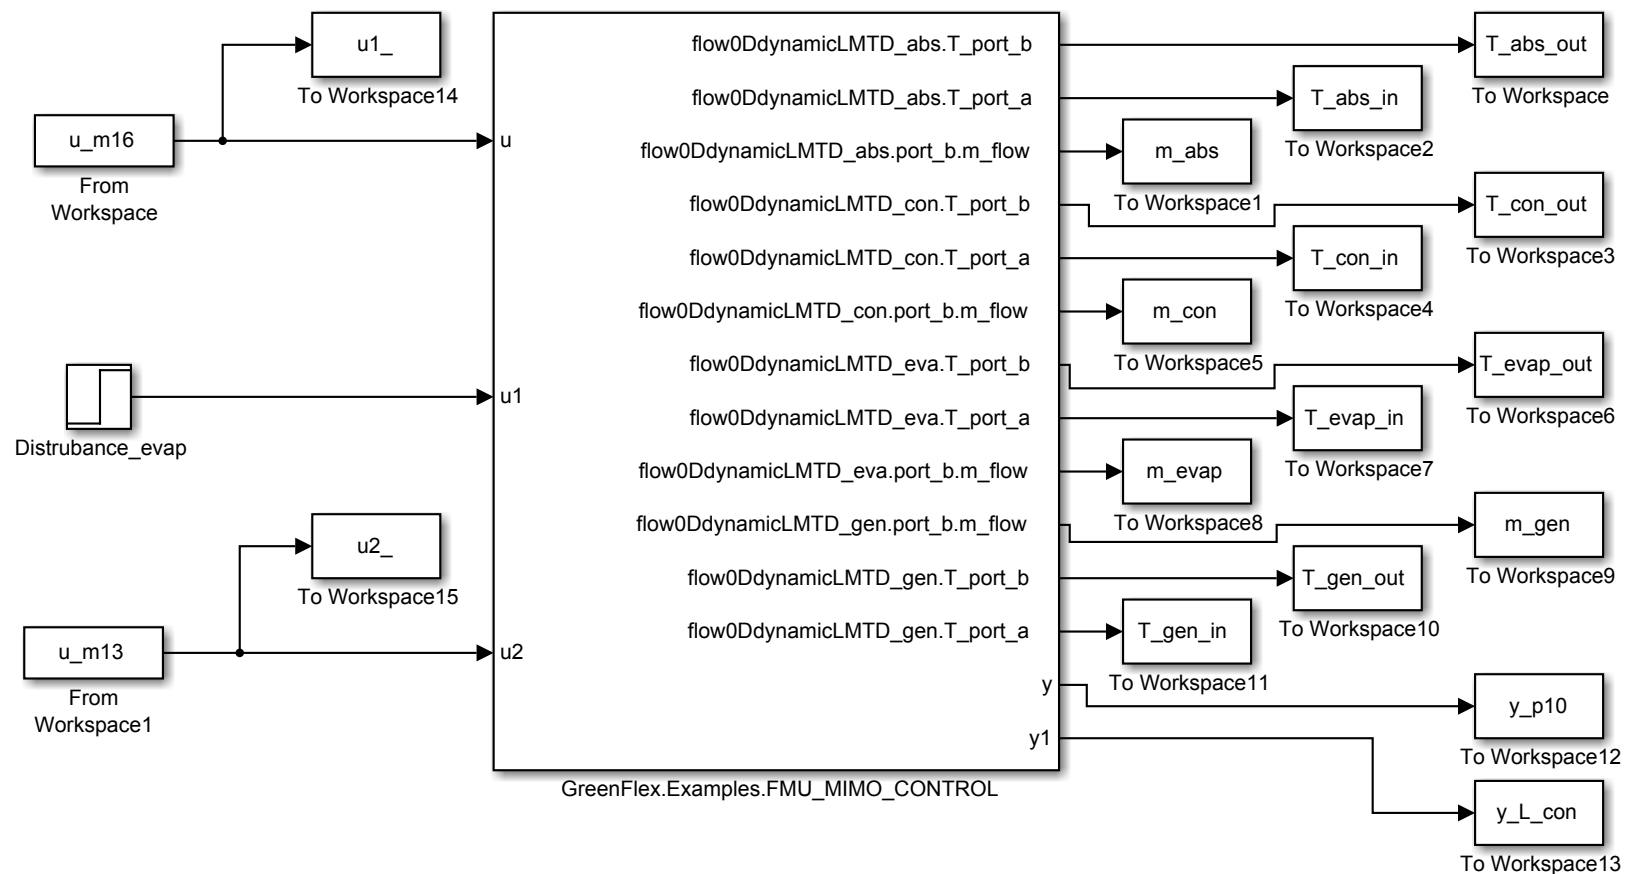 u1_
To Workspace14
u_m16
From
Workspace
Distrubance_evap
u2_
To Workspace15
u_m13
From
Workspace1
u
u1
u2
flow0DdynamicLMTD_abs.T_port_b
flow0DdynamicLMTD_abs.T_port_a
flow0DdynamicLMTD_abs.port_b.m_flow
flow0DdynamicLMTD_con.T_port_b
flow0DdynamicLMTD_con.T_port_a
flow0DdynamicLMTD_con.port_b.m_flow
flow0DdynamicLMTD_eva.T_port_b
flow0DdynamicLMTD_eva.T_port_a
flow0DdynamicLMTD_eva.port_b.m_flow
flow0DdynamicLMTD_gen.port_b.m_flow
flow0DdynamicLMTD_gen.T_port_b
flow0DdynamicLMTD_gen.T_port_a
y
y1
GreenFlex.Examples.FMU_MIMO_CONTROL
T_abs_out
To Workspace
T_abs_in
To Workspace2
m_abs
To Workspace1
T_con_out
To Workspace3
T_con_in
To Workspace4
m_con
To Workspace5
T_evap_out
To Workspace6
T_evap_in
To Workspace7
m_evap
To Workspace8
m_gen
To Workspace9
T_gen_out
To Workspace10
T_gen_in
To Workspace11
y_p10
To Workspace12
y_L_con
To Workspace13